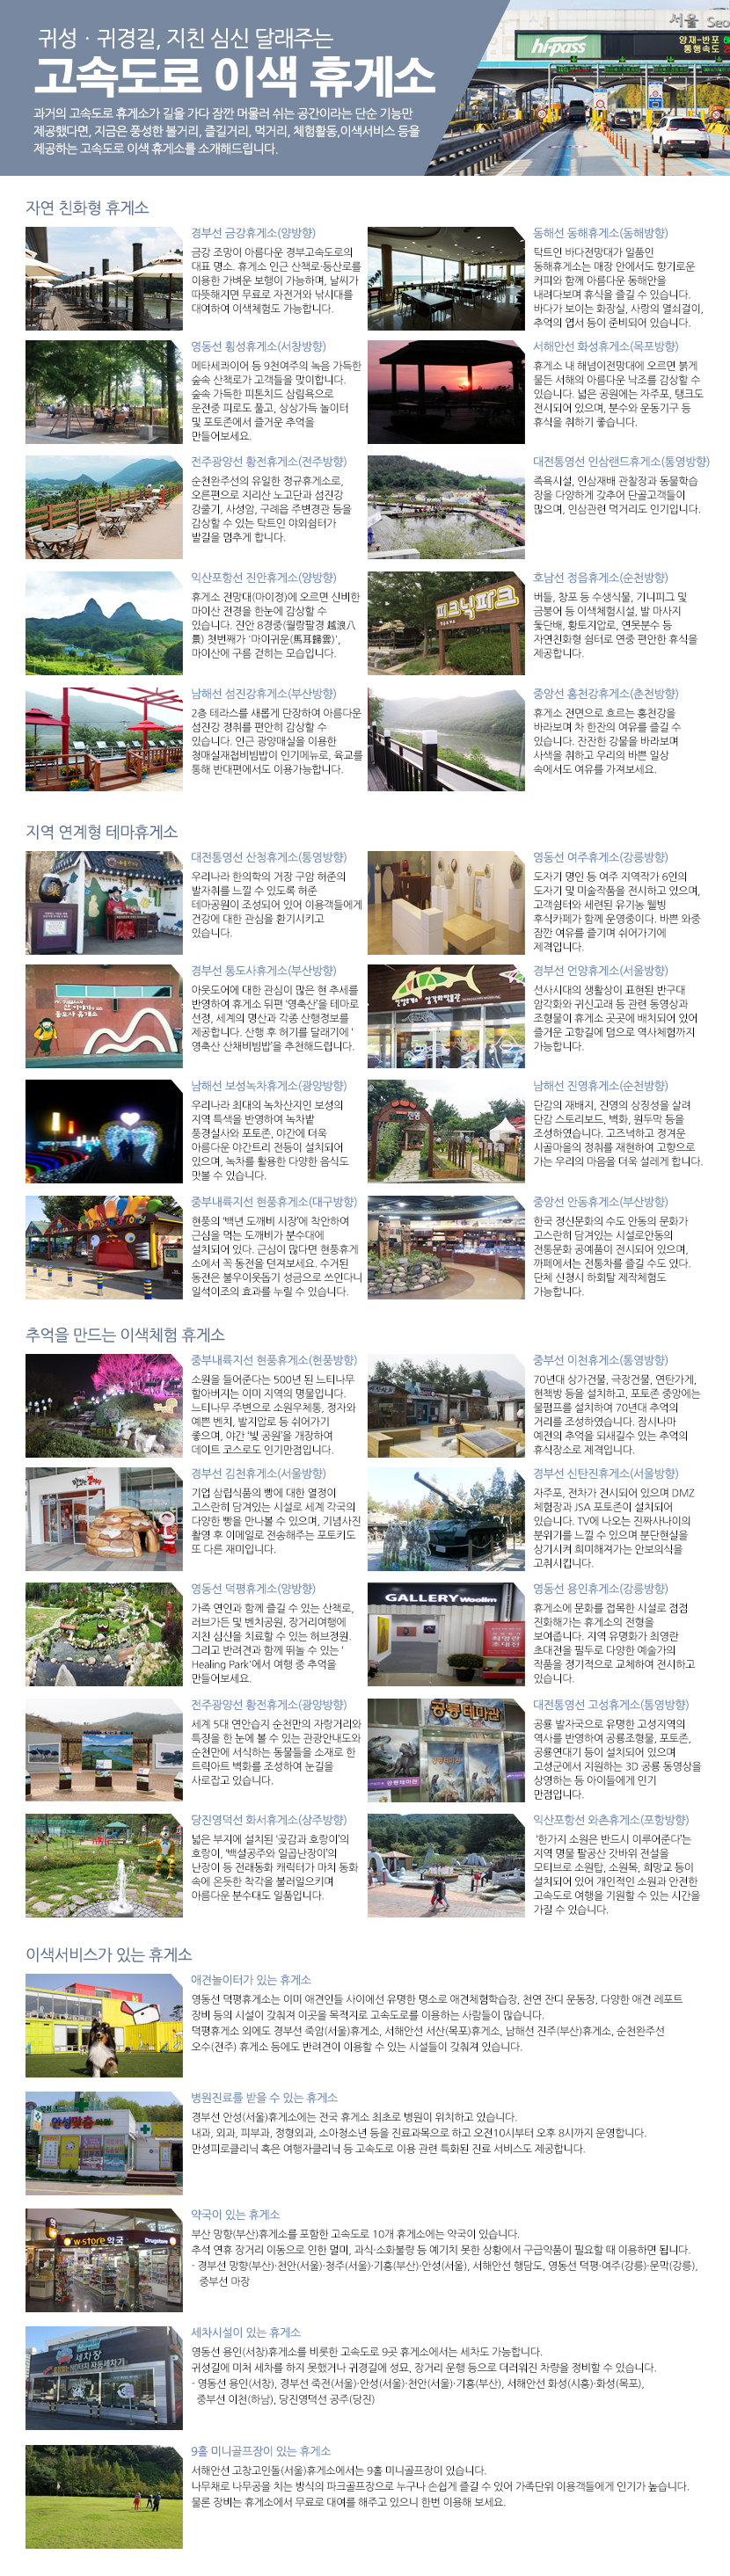 귀성 · 귀경길, 지친 심신 달래주는
고속도로 이색 휴게소
과거의 고속도로 휴게소가 길을 가다 잠깐 머물러 쉬는 공간이라는 단순 기능만
제공했다면, 지금은 풍성한 볼거리, 즐길거리, 먹거리, 체험활동,이색서비스 등을
제공하는 고속도로 이색 휴게소를 소개해드립니다.
서울 Seo
hi-pass
양재-반포
통행속도
자연 친화형 휴게소
경부선 금강휴게소(양방향)
금강 조망이 아름다운 경부고속도로의
대표 명소. 휴게소 인근 산책로·등산로를
이용한 가벼운 보행이 가능하며, 날씨가
따뜻해지면 무료로 자전거와 낚시대를
대여하여 이색체험도 가능합니다.
동해선 동해휴게소(동해방향)
탁트인 바다전망대가 일품인
동해휴게소는 매장 안에서도 향기로운
커피와 함께 아름다운 동해안을
내려다보며 휴식을 즐길 수 있습니다.
바다가 보이는 화장실, 사랑의 열쇠걸이,
추억의 엽서 등이 준비되어 있습니다.
영동선 횡성휴게소(서창방향)
메타세콰이어 등 9천여주의 녹음 가득한
숲속 산책로가 고객들을 맞이합니다.
숲속 가득한 피톤치드 삼림욕으로
운전중 피로도 풀고, 상상가득 놀이터
및 포토존에서 즐거운 추억을
만들어보세요.
서해안선 화성휴게소(목포방향)
휴게소 내 해넘이전망대에 오르면 붉게
물든 서해의 아름다운 낙조를 감상할 수
있습니다. 넓은 공원에는 자주포, 탱크도
전시되어 있으며, 분수와 운동기구 등
휴식을 취하기 좋습니다.
전주광양선 황전휴게소(전주방향)
순천완주선의 유일한 정규휴게소로,
오른편으로 지리산 노고단과 섬진강
강줄기, 사성암, 구례읍 주변경관 등을
감상할 수 있는 탁트인 야외쉼터가
발길을 멈추게 합니다.
대전통영선 인삼랜드휴게소(통영방향)
족욕시설, 인삼재배 관찰장과 동물학습
장을 다양하게 갖추어 단골고객들이
많으며, 인삼관련 먹거리도 인기입니다.
익산포항선 진안휴게소(양방향)
휴게소 전망대(마이정)에 오르면 신비한
마이산 전경을 한눈에 감상할 수
있습니다. 진안 8경중(월랑팔경 越浪八
景) 첫번째가 '마이귀운(馬耳歸雲)',
마이산에 구름 걷히는 모습입니다.
호남선 정읍휴게소(순천방향)
버들, 창포 등 수생식물, 기니피그 및
금붕어 등 이색체험시설, 발 마사지
돛단배, 황토지압로, 연못분수 등
자연친화형 쉼터로 연중 편안한 휴식을
제공합니다.
피크닉파크
남해선 섬진강휴게소(부산방향)
2층 테라스를 새롭게 단장하여 아름다운
섬진강 경취를 편안히 감상할 수
있습니다. 인근 광양매실을 이용한
청매실재첩비빔밥이 인기메뉴로, 육교를
통해 반대편에서도 이용가능합니다.
중앙선 홍천강휴게소(춘천방향)
휴게소 전면으로 흐르는 홍천강을
바라보며 차 한잔의 여유를 즐길 수
있습니다. 잔잔한 강물을 바라보며
사색을 취하고 우리의 바쁜 일상
속에서도 여유를 가져보세요.
지역 연계형 테마휴게소
대전통영선 산청휴게소(통영방향)
우리나라 한의학의 거장 구암 허준의
발자취를 느낄 수 있도록 허준
테마공원이 조성되어 있어 이용객들에게
건강에 대한 관심을 환기시키고
있습니다.
영동선 여주휴게소(강릉방향)
도자기 명인 등 여주 지역작가 6인의
도자기 및 미술작품을 전시하고 있으며,
고객쉼터와 세련된 유기농 웰빙
후식카페가 함께 운영중이다. 바쁜 와중
잠깐 여유를 즐기며 쉬어가기에
제격입니다.
경부선 통도사휴게소(부산방향)
아웃도어에 대한 관심이 많은 현 추세를
반영하여 휴게소 뒤편 '영축산'을 테마로
선정, 세계의 명산과 각종 산행정보를
제공합니다. 산행 후 허기를 달래기에 '
영축산 산채비빔밥'을 추천해드립니다.
경부선 언양휴게소(서울방향)
선사시대의 생활상이 표현된 반구대
암각화와 귀신고래 등 관련 동영상과
조형물이 휴게소 곳곳에 배치되어 있어
즐거운 고향길에 덤으로 역사체험까지
가능합니다.
남해선 보성녹차휴게소(광양방향)
우리나라 최대의 녹차산지인 보성의
지역 특색을 반영하여 녹차밭
풍경실사와 포토존, 야간에 더욱
아름다운 야간트리 전등이 설치되어
있으며, 녹차를 활용한 다양한 음식도
맛볼 수 있습니다.
남해선 진영휴게소(순천방향)
단감의 재배지, 진영의 상징성을 살려
단감 스토리보드, 벽화, 원두막 등을
조성하였습니다. 고즈넉하고 정겨운
시골마을의 정취를 재현하여 고향으로
가는 우리의 마음을 더욱 설레게 합니다.
중부내륙지선 현풍휴게소(대구방향)
현풍의 '백년 도깨비 시장'에 착안하여
근심을 먹는 도깨비가 분수대에
설치되어 있다. 근심이 많다면 현풍휴게
소에서 꼭 동전을 던져보세요. 수거된
동전은 불우이웃돕기 성금으로 쓰인다니
일석이조의 효과를 누릴 수 있습니다.
중앙선 안동휴게소(부산방향)
한국 정신문화의 수도 안동의 문화가
고스란히 담겨있는 시설로안동의
전통문화 공예품이 전시되어 있으며,
까페에서는 전통차를 즐길 수도 있다.
단체 신청시 하회탈 제작체험도
가능합니다.
추억을 만드는 이색체험 휴게소
중부내륙지선 현풍휴게소(현풍방향)
소원을 들어준다는 500년 된 느티나무
할아버지는 이미 지역의 명물입니다.
느티나무 주변으로 소원우체통, 정자와
예쁜 벤치, 발지압로 등 쉬어가기
좋으며, 야간 '빛 공원'을 개장하여
데이트 코스로도 인기만점입니다.
중부선 이천휴게소(통영방향)
70년대 상가건물, 극장건물, 연탄가게,
헌책방 등을 설치하고, 포토존 중앙에는
물펌프를 설치하여 70년대 추억의
거리를 조성하였습니다. 잠시나마
예전의 추억을 되새길수 있는 추억의
휴식장소로 제격입니다.
경부선 김천휴게소(서울방향)
기업 삼립식품의 빵에 대한 열정이
고스란히 담겨있는 시설로 세계 각국의
다양한 빵을 만나볼 수 있으며, 기념사진
촬영 후 이메일로 전송해주는 포토키도
또 다른 재미입니다.
경부선 신탄진휴게소(서울방향)
자주포, 전차가 전시되어 있으며 DMZ
체험장과 JSA 포토존이 설치되어
있습니다. TV에 나오는 진짜사나이의
분위기를 느낄 수 있으며 분단현실을
상기시켜 희미해져가는 안보의식을
고취시킵니다.
영동선 덕평휴게소(양방향)
가족 연인과 함께 즐길 수 있는 산책로,
러브가든 및 벤치공원, 장거리여행에
지친 심신을 치료할 수 있는 허브정원.
그리고 반려견과 함께 뛰놀 수 있는 '
Healing Park'에서 여행 중 추억을
만들어보세요.
GALLERY Woolim
영동선 용인휴게소(강릉방향)
휴게소에 문화를 접목한 시설로 점점
진화해가는 휴게소의 전형을
보여줍니다. 지역 유명화가 최영란
초대전을 필두로 다양한 예술가의
작품을 정기적으로 교체하여 전시하고
있습니다.
전주광양선 황전휴게소(광양방향)
세계 5대 연안습지 순천만의 자랑거리와
특징을 한 눈에 볼 수 있는 관광안내도와
순천만에 서식하는 동물들을 소재로 한
트릭아트 벽화를 조성하여 눈길을
사로잡고 있습니다.
공룡테마관
대전통영선 고성휴게소(통영방향)
공룡 발자국으로 유명한 고성지역의
역사를 반영하여 공룡조형물, 포토존,
공룡연대기 등이 설치되어 있으며
고성군에서 지원하는 3D 공룡 동영상을
상영하는 등 아이들에게 인기
만점입니다.
당진영덕선 화서휴게소(상주방향)
넓은 부지에 설치된 '곶감과 호랑이'의
호랑이, '백설공주와 일곱난장이'의
난장이 등 전래동화 캐릭터가 마치 동화
속에 온듯한 착각을 불러일으키며
아름다운 분수대도 일품입니다.
익산포항선 와촌휴게소(포항방향)
'한가지 소원은 반드시 이루어준다'는
지역 명물 팔공산 갓바위 전설을
모티브로 소원탑, 소원목, 희망교 등이
설치되어 있어 개인적인 소원과 안전한
고속도로 여행을 기원할 수 있는 시간을
가질 수 있습니다.
이색서비스가 있는 휴게소
애견놀이터가 있는 휴게소
영동선 덕평휴게소는 이미 애견인들 사이에선 유명한 명소로 애견체험학습장, 천연 잔디 운동장, 다양한 애견 레포트
장비 등의 시설이 갖춰져 이곳을 목적지로 고속도로를 이용하는 사람들이 많습니다.
덕평휴게소 외에도 경부선 죽암(서울)휴게소, 서해안선 서산(목포)휴게소, 남해선 진주(부산)휴게소, 순천완주선
오수(전주) 휴게소 등에도 반려견이 이용할 수 있는 시설들이 갖춰져 있습니다.
안성맞춤
병원진료를 받을 수 있는 휴게소
경부선 안성(서울)휴게소에는 전국 휴게소 최초로 병원이 위치하고 있습니다.
내과, 외과, 피부과, 정형외과, 소아청소년 등을 진료과목으로 하고 오전10시부터 오후 8시까지 운영합니다.
만성피로클리닉 혹은 여행자클리닉 등 고속도로 이용 관련 특화된 진료 서비스도 제공합니다.
w-store 약국
Drugstore
약국이 있는 휴게소
부산 망향(부산)휴게소를 포함한 고속도로 10개 휴게소에는 약국이 있습니다.
추석 연휴 장거리 이동으로 인한 멀미, 과식·소화불량 등 예기치 못한 상황에서 구급약품이 필요할 때 이용하면 됩니다.
- 경부선 망향(부산)·천안(서울)·청주(서울)·기흥(부산)·안성(서울), 서해안선 행담도, 영동선 덕평·여주(강릉)·문막(강릉),
중부선 마장
세차장
세차시설이 있는 휴게소
영동선 용인(서창)휴게소를 비롯한 고속도로 9곳 휴게소에서는 세차도 가능합니다.
귀성길에 미처 세차를 하지 못했거나 귀경길에 성묘, 장거리 운행 등으로 더러워진 차량을 정비할 수 있습니다.
- 영동선 용인(서창), 경부선 죽전(서울)·안성(서울)·천안(서울)·기흥(부산), 서해안선 화성(시흥)·화성(목포),
중부선 이천(하남), 당진영덕선 공주(당진)
9홀 미니골프장이 있는 휴게소
서해안선 고창고인돌(서울)휴게소에서는 9홀 미니골프장이 있습니다.
나무채로 나무공을 치는 방식의 파크골프장으로 누구나 손쉽게 즐길 수 있어 가족단위 이용객들에게 인기가 높습니다.
물론 장비는 휴게소에서 무료로 대여를 해주고 있으니 한번 이용해 보세요.